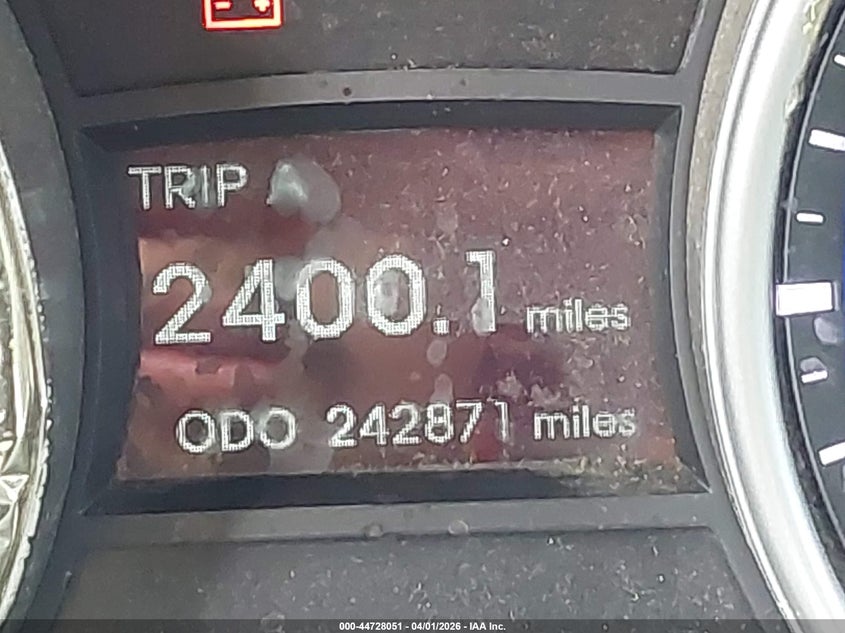 TRIP A
2400.1 miles
ODO 242871 miles
000-44728051 - 04/01/2026 - IAA Inc.